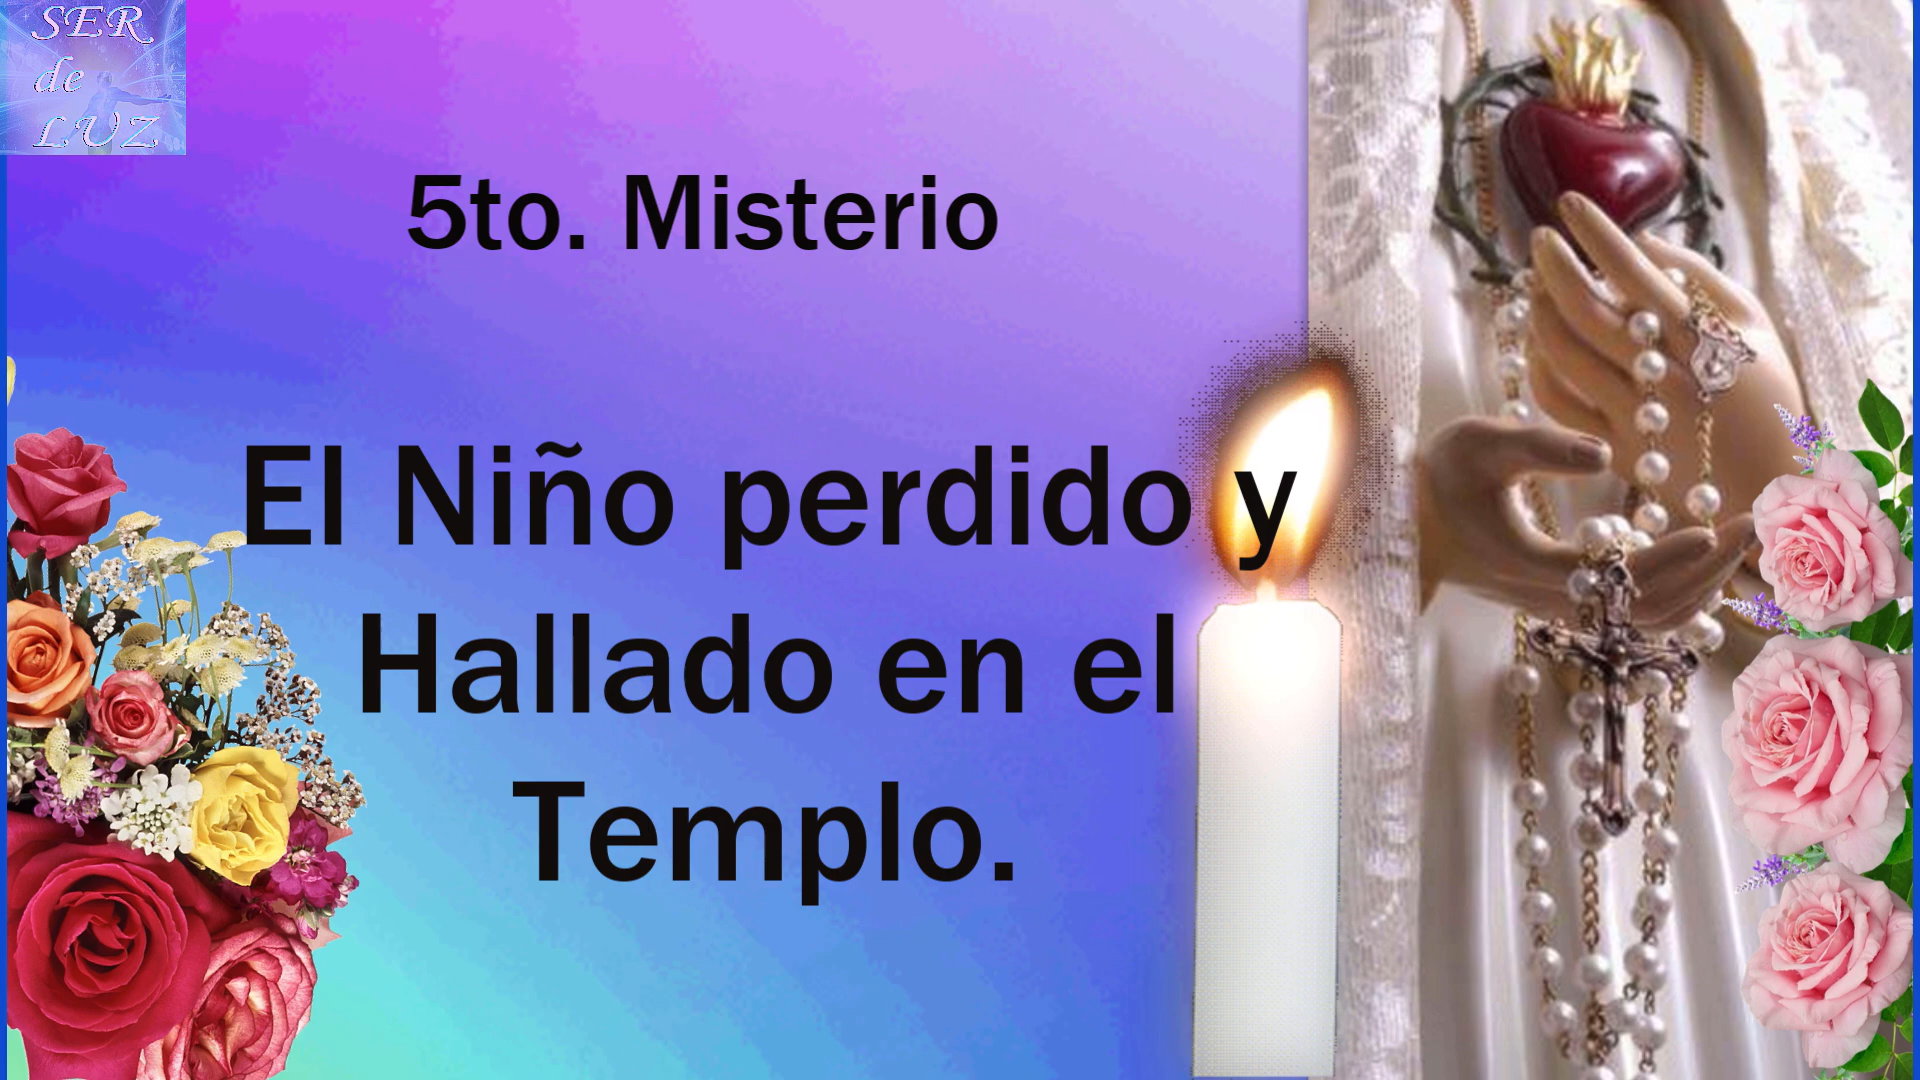 SER
de
LUZ
5to. Misterio
El Niño perdido y
Hallado en el
Templo.